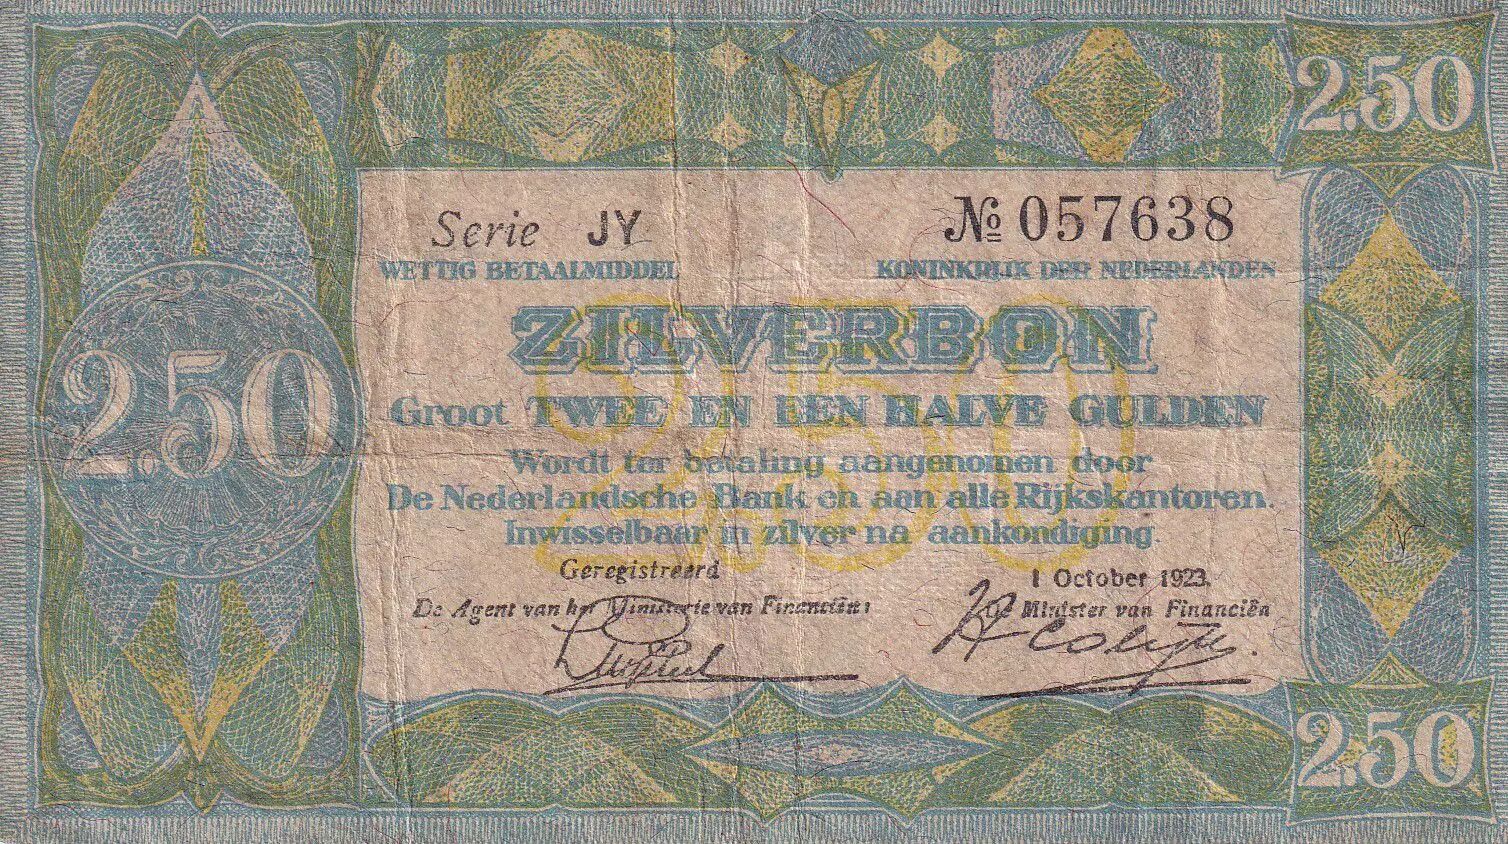 2.50
Serie JY № 057638
WETTIG BETAALMIDDEL KONINKRIJK DER NEDERLANDEN
ZILVERBON
2.50
2.50
Groot TWEE EN EEN HALVE GULDEN
Wordt ter betaling aangenomen door
De Nederlandsche Bank en aan alle Rijkskantoren.
Inwisselbaar in zilver na aankondiging.
Geregistreerd 1 October 1923.
De Agent van het Ministerie van Financiën: De Minister van Financiën
H Colijn.
2.50